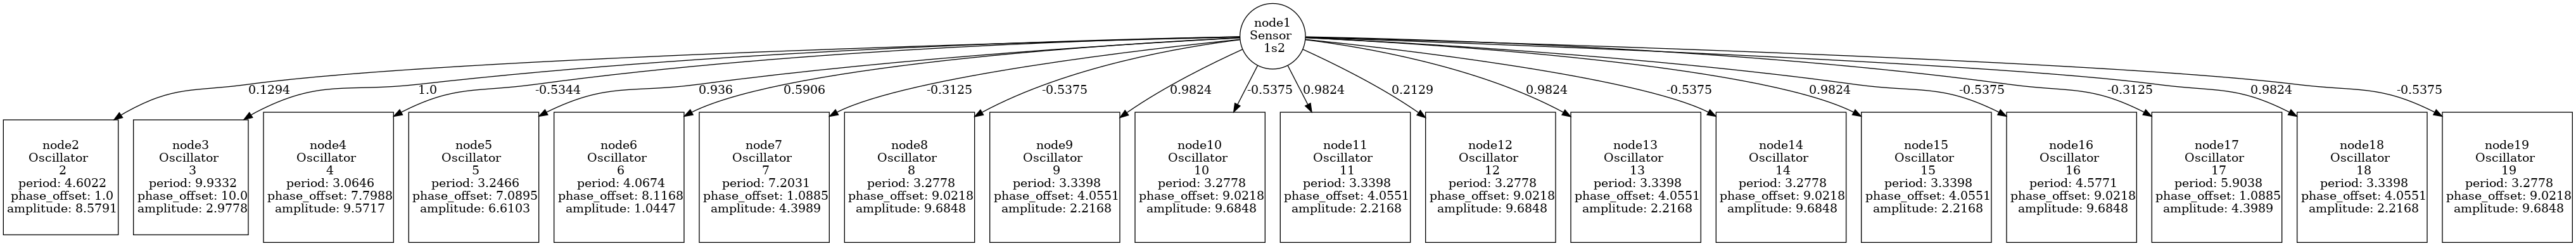 node1
Sensor
1s2
0.1294
1.0
-0.5344
0.936
0.5906
-0.3125
-0.5375
0.9824
-0.5375
0.9824
0.2129
0.9824
-0.5375
0.9824
-0.5375
-0.3125
0.9824
-0.5375
node2
Oscillator
2
period: 4.6022
phase_offset: 1.0
amplitude: 8.5791
node3
Oscillator
3
period: 9.9332
phase_offset: 10.0
amplitude: 2.9778
node4
Oscillator
4
period: 3.0646
phase_offset: 7.7988
amplitude: 9.5717
node5
Oscillator
5
period: 3.2466
phase_offset: 7.0895
amplitude: 6.6103
node6
Oscillator
6
period: 4.0674
phase_offset: 8.1168
amplitude: 1.0447
node7
Oscillator
7
period: 7.2031
phase_offset: 1.0885
amplitude: 4.3989
node8
Oscillator
8
period: 3.2778
phase_offset: 9.0218
amplitude: 9.6848
node9
Oscillator
9
period: 3.3398
phase_offset: 4.0551
amplitude: 2.2168
node10
Oscillator
10
period: 3.2778
phase_offset: 9.0218
amplitude: 9.6848
node11
Oscillator
11
period: 3.3398
phase_offset: 4.0551
amplitude: 2.2168
node12
Oscillator
12
period: 3.2778
phase_offset: 9.0218
amplitude: 9.6848
node13
Oscillator
13
period: 3.3398
phase_offset: 4.0551
amplitude: 2.2168
node14
Oscillator
14
period: 3.2778
phase_offset: 9.0218
amplitude: 9.6848
node15
Oscillator
15
period: 3.3398
phase_offset: 4.0551
amplitude: 2.2168
node16
Oscillator
16
period: 4.5771
phase_offset: 9.0218
amplitude: 9.6848
node17
Oscillator
17
period: 5.9038
phase_offset: 1.0885
amplitude: 4.3989
node18
Oscillator
18
period: 3.3398
phase_offset: 4.0551
amplitude: 2.2168
node19
Oscillator
19
period: 3.2778
phase_offset: 9.0218
amplitude: 9.6848